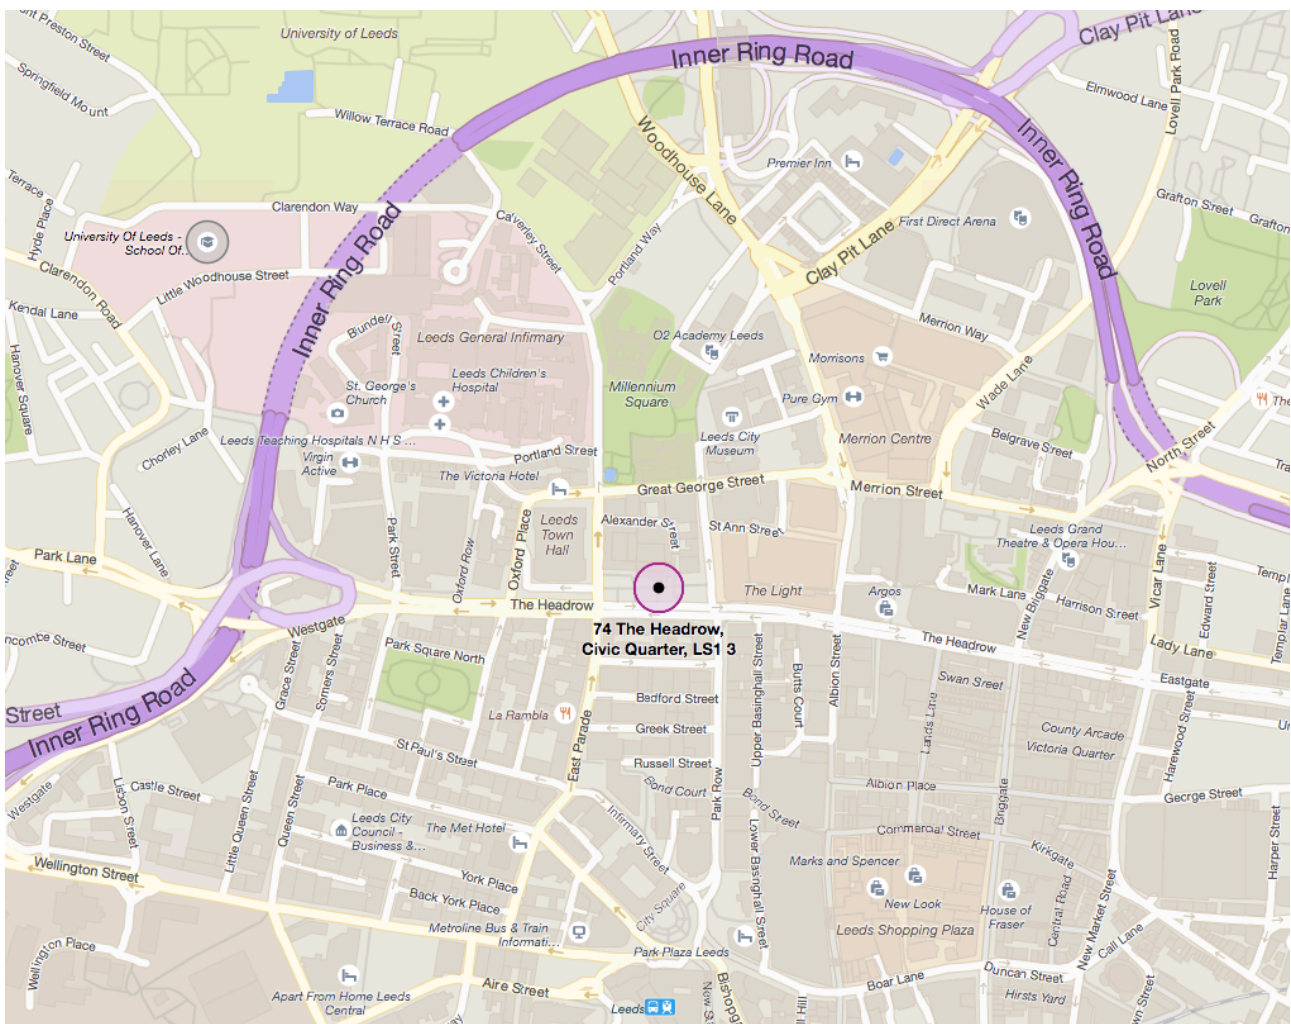 University of Leeds
Inner Ring Road
Clay Pit Lane
Preston Street
Springfield Mount
Willow Terrace Road
Woodhouse Lane
Premier Inn
Elmwood Lane
Lovell Park Road
Inner Ring Road
Terrace
Hyde Place
Clarendon Way
University Of Leeds -
School Of...
Caverley Street
Portland Way
First Direct Arena
Clay Pit Lane
Grafton Street
Grafton
Clarendon Road
Little Woodhouse Street
Inner Ring Road
Lovell
Park
Kendal Lane
Hanover Square
Blundell Street
Leeds General Infirmary
O2 Academy Leeds
Merrion Way
Morrisons
Wade Lane
St. George's
Church
Leeds Children's
Hospital
Millennium
Square
Pure Gym
The
Leeds City
Museum
Merrion Centre
Belgrave Street
North Street
Chorley Lane
Leeds Teaching Hospitals N H S ...
Virgin
Active
Portland Street
The Victoria Hotel
Great George Street
Merrion Street
Hanover Lane
Park Street
Oxford Row
Oxford Place
Leeds
Town
Hall
Alexander Street
St Ann Street
Leeds Grand
Theatre & Opera Hou...
Park Lane
Vicar Lane
Edward Street
Templar Lane
The Light
Argos
Mark Lane
New Briggate
Harrison Street
The Headrow
74 The Headrow,
Civic Quarter, LS1 3
Westgate
The Headrow
Lady Lane
Eastgate
ncombe Street
Grace Street
Somers Street
Park Square North
Upper Basinghall Street
Butts Court
Albion Street
Swan Sreet
Lands Lane
Street
Inner Ring Road
La Rambla
Bedford Street
Greek Street
Russell Street
Bond Court
Park Row
East Parade
St Paul's Street
County Arcade
Victoria Quarter
Harewood Street
Westgate
Lisbon Street
Castle Street
Little Queen Street
Queen Street
Park Place
Infirmary Street
Bond Street
Albion Place
Briggate
George Street
Leeds City
Council -
Business &...
The Met Hotel
Lower Basinghall Street
Commercial Street
Kirkgate
Harper Street
Wellington Street
York Place
Back York Place
City Square
Marks and Spencer
New Look
House of
Fraser
Central Road
New Market Street
Leeds Shopping Plaza
Call Lane
Wellington Place
Metroline Bus & Train
Informati...
Park Plaza Leeds
Apart From Home Leeds
Central
Aire Street
Leeds
Bishopg
Boar Lane
Duncan Street
Hirsts Yard